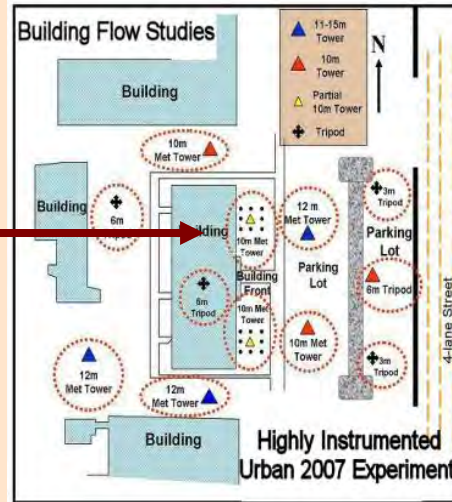 Building Flow Studies
11-15m
Tower
10m
Tower
Partial
10m Tower
Tripod
N
Building
10m
Met Tower
Building
6m
Tripod
Building
10m Met
Tower
12 m
Met Tower
3m
Tripod
Parking
Lot
Building
Front
6m
Tripod
Parking
Lot
6m Tripod
10m Met
Tower
10m Met
Tower
3m
Tripod
4-lane Street
12m
Met Tower
12m
Met Tower
Building
Highly Instrumented
Urban 2007 Experiment